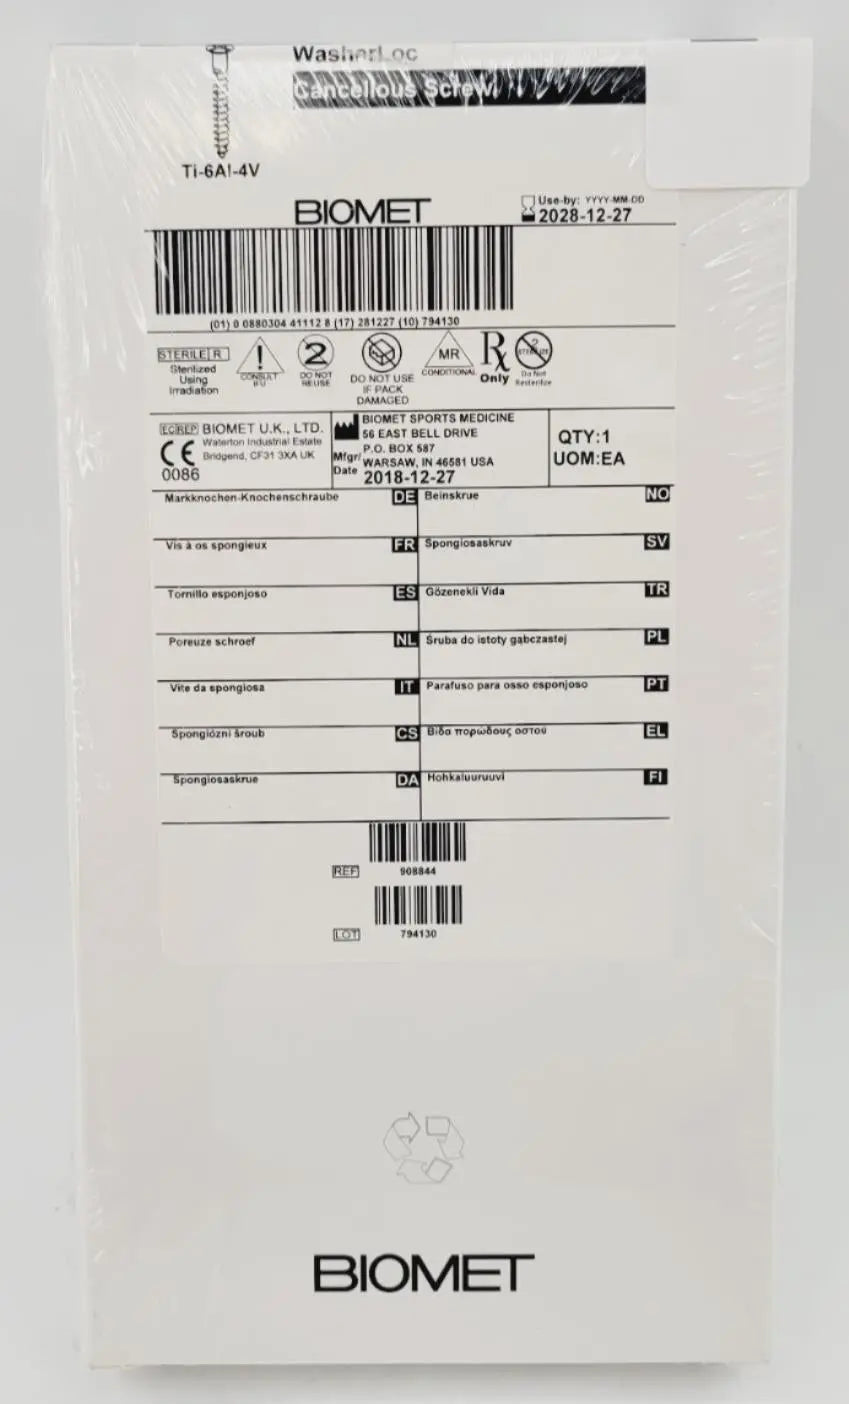 WasherLoc
Cancellous Screw
Ti-6Al-4V
BIOMET
Use-by: YYYY-MM-DD
2028-12-27
(01) 0 0880304 41112 8 (17) 281227 (10) 794130
STERILE R
Sterilized
Using
Irradiation
!
CONSULT
IFU
2
DO NOT
REUSE
DO NOT USE
IF PACK
DAMAGED
MR
CONDITIONAL
Rx
Only
2
STERILIZE
Do Not
Resterilize
EC REP BIOMET U.K., LTD.
Waterton Industrial Estate
Bridgend, CF31 3XA UK
CE
0086
BIOMET SPORTS MEDICINE
56 EAST BELL DRIVE
P.O. BOX 587
WARSAW, IN 46581 USA
Mfgr/
Date 2018-12-27
QTY:1
UOM:EA
Markknochen-Knochenschraube DE
Beinskrue NO
Vis à os spongieux FR
Spongiosaskruv SV
Tornillo esponjoso ES
Gözenekli Vida TR
Poreuze schroef NL
Śruba do istoty gąbczastej PL
Vite da spongiosa IT
Parafuso para osso esponjoso PT
Spongiózní šroub CS
Βίδα πορώδους οστού EL
Spongiosaskrue DA
Hohkaluuruuvi FI
REF 908844
LOT 794130
BIOMET